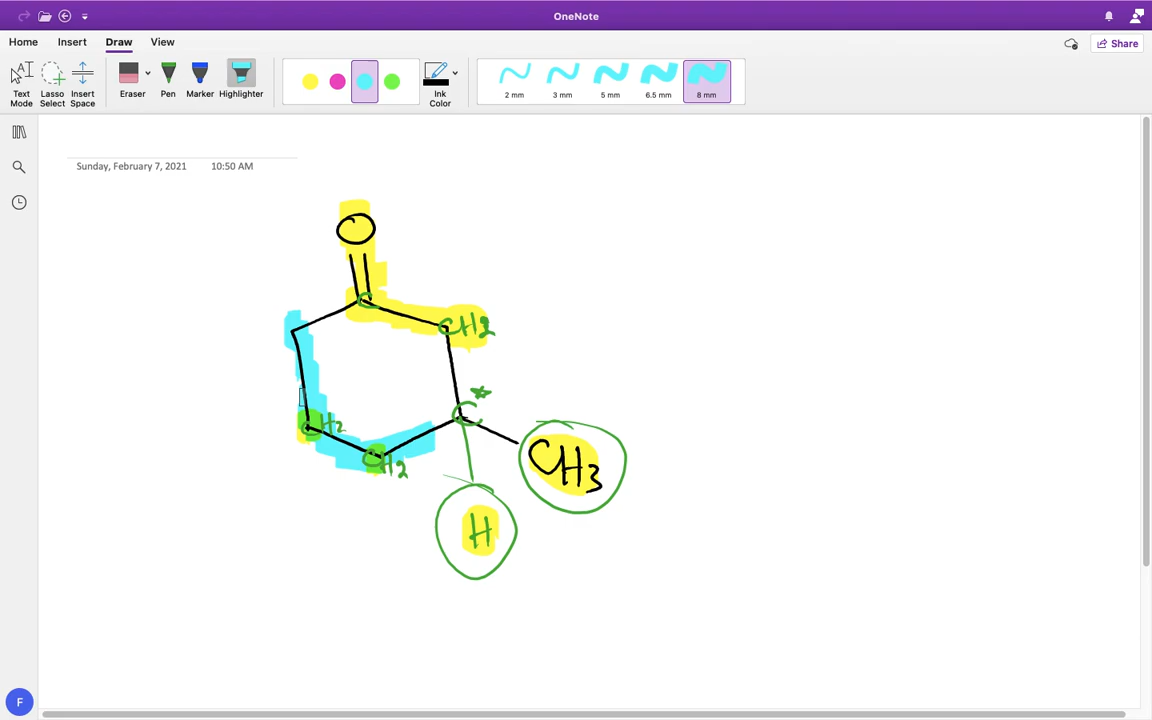 OneNote
Home Insert Draw View
Share
Text Mode
Lasso Select
Insert Space
Eraser
Pen
Marker
Highlighter
Ink Color
2 mm
3 mm
5 mm
6.5 mm
8 mm
Sunday, February 7, 2021 10:50 AM
O
C
CH2
C*
CH2
CH2
CH3
H
F